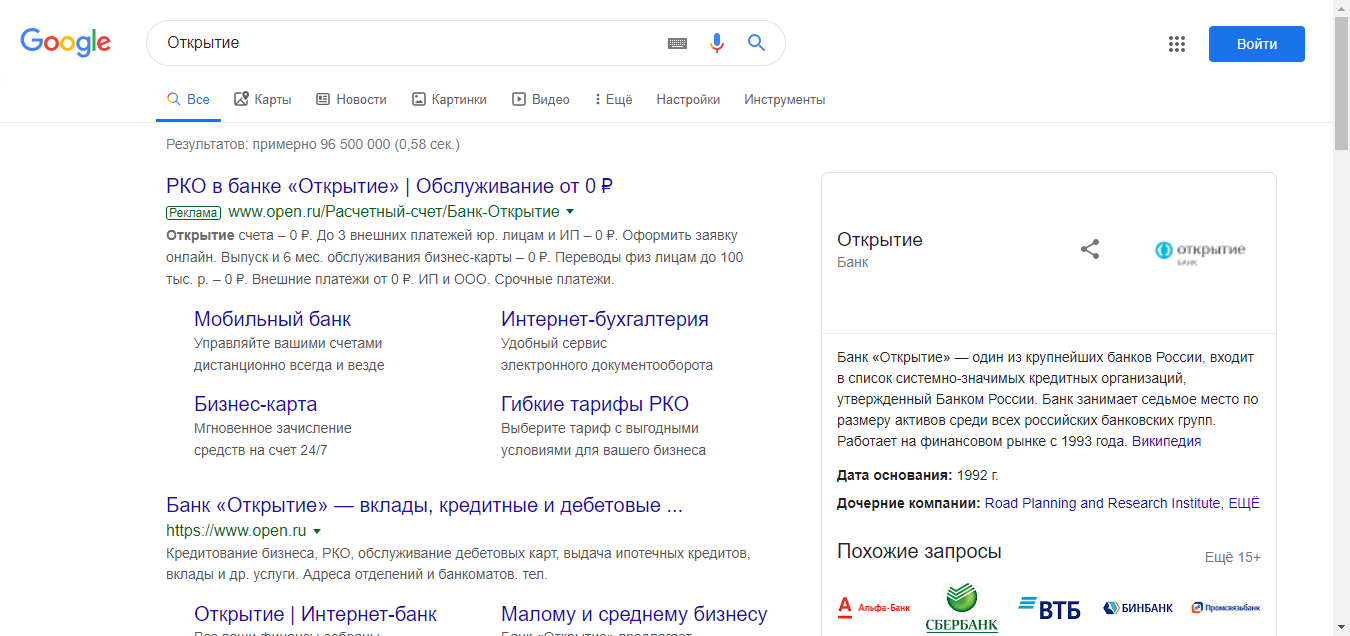 Google
Открытие
Войти
Все Карты Новости Картинки Видео Ещё Настройки Инструменты
Результатов: примерно 96 500 000 (0,58 сек.)
РКО в банке «Открытие» | Обслуживание от 0 ₽
Реклама www.open.ru/Расчетный-счет/Банк-Открытие
Открытие счета – 0 ₽. До 3 внешних платежей юр. лицам и ИП – 0 ₽. Оформить заявку
онлайн. Выпуск и 6 мес. обслуживания бизнес-карты – 0 ₽. Переводы физ лицам до 100
тыс. р. – 0 ₽. Внешние платежи от 0 ₽. ИП и ООО. Срочные платежи.
Мобильный банк
Управляйте вашими счетами
дистанционно всегда и везде
Интернет-бухгалтерия
Удобный сервис
электронного документооборота
Бизнес-карта
Мгновенное зачисление
средств на счет 24/7
Гибкие тарифы РКО
Выберите тариф с выгодными
условиями для вашего бизнеса
Банк «Открытие» — вклады, кредитные и дебетовые ...
https://www.open.ru
Кредитование бизнеса, РКО, обслуживание дебетовых карт, выдача ипотечных кредитов,
вклады и др. услуги. Адреса отделений и банкоматов. тел.
Открытие | Интернет-банк
Малому и среднему бизнесу
Открытие
Банк
открытие
БАНК
Банк «Открытие» — один из крупнейших банков России, входит
в список системно-значимых кредитных организаций,
утвержденный Банком России. Банк занимает седьмое место по
размеру активов среди всех российских банковских групп.
Работает на финансовом рынке с 1993 года. Википедия
Дата основания: 1992 г.
Дочерние компании: Road Planning and Research Institute, ЕЩЁ
Похожие запросы
Ещё 15+
Альфа-Банк
СБЕРБАНК
ВТБ
БИНБАНК
Промсвязьбанк